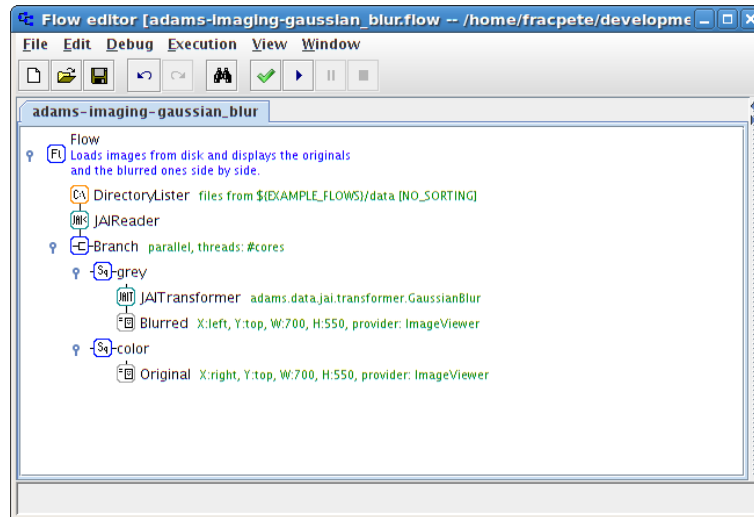 Flow editor [adams-imaging-gaussian_blur.flow -- /home/fracpete/developme
File Edit Debug Execution View Window
adams-imaging-gaussian_blur
Flow
Loads images from disk and displays the originals
and the blurred ones side by side.
DirectoryLister files from ${EXAMPLE_FLOWS}/data [NO_SORTING]
JAIReader
Branch parallel, threads: #cores
grey
JAITransformer adams.data.jai.transformer.GaussianBlur
Blurred X:left, Y:top, W:700, H:550, provider: ImageViewer
color
Original X:right, Y:top, W:700, H:550, provider: ImageViewer